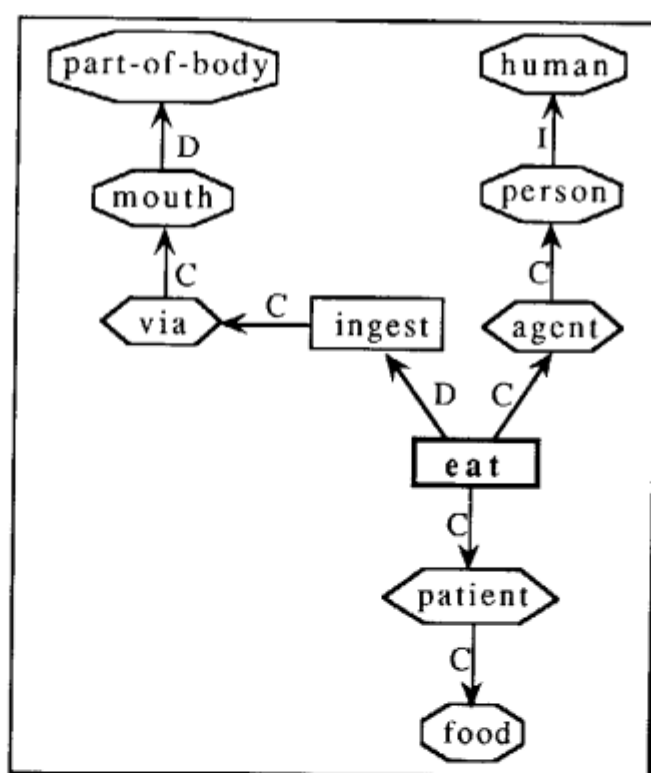 part-of-body
human
D
I
mouth
person
C
C
C
via
ingest
agent
D
C
eat
C
patient
C
food